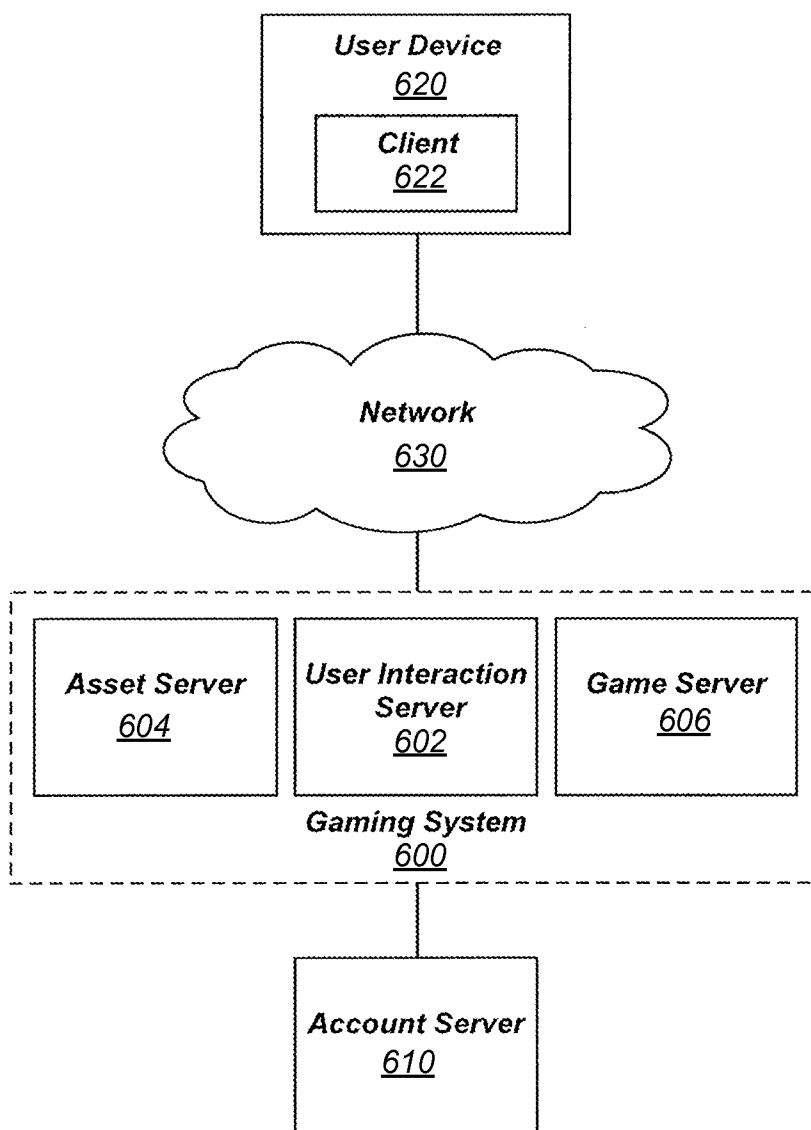 User Device
620
Client
622
Network
630
Asset Server
604
User Interaction
Server
602
Game Server
606
Gaming System
600
Account Server
610